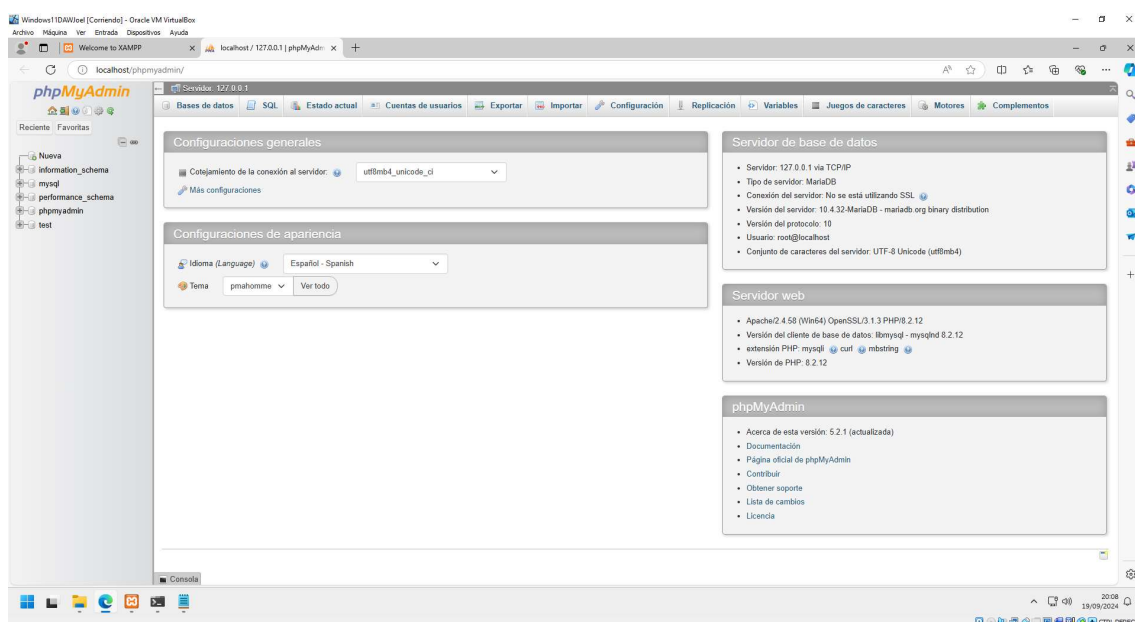 Windows11DAWJoel [Corriendo] - Oracle VM VirtualBox
Archivo Máquina Ver Entrada Dispositivos Ayuda
Welcome to XAMPP
localhost / 127.0.0.1 | phpMyAdm
localhost/phpmyadmin/
phpMyAdmin
Reciente Favoritas
Nueva
information_schema
mysql
performance_schema
phpmyadmin
test
Servidor: 127.0.0.1
Bases de datos SQL Estado actual Cuentas de usuarios Exportar Importar Configuración Replicación Variables Juegos de caracteres Motores Complementos
Configuraciones generales
Cotejamiento de la conexión al servidor: utf8mb4_unicode_ci
Más configuraciones
Configuraciones de apariencia
Idioma (Language) Español - Spanish
Tema pmahomme Ver todo
Servidor de base de datos
• Servidor: 127.0.0.1 via TCP/IP
• Tipo de servidor: MariaDB
• Conexión del servidor: No se está utilizando SSL
• Versión del servidor: 10.4.32-MariaDB - mariadb.org binary distribution
• Versión del protocolo: 10
• Usuario: root@localhost
• Conjunto de caracteres del servidor: UTF-8 Unicode (utf8mb4)
Servidor web
• Apache/2.4.58 (Win64) OpenSSL/3.1.3 PHP/8.2.12
• Versión del cliente de base de datos: libmysql - mysqlnd 8.2.12
• extensión PHP: mysqli curl mbstring
• Versión de PHP: 8.2.12
phpMyAdmin
• Acerca de esta versión: 5.2.1 (actualizada)
• Documentación
• Página oficial de phpMyAdmin
• Contribuir
• Obtener soporte
• Lista de cambios
• Licencia
Consola
20:08
19/09/2024